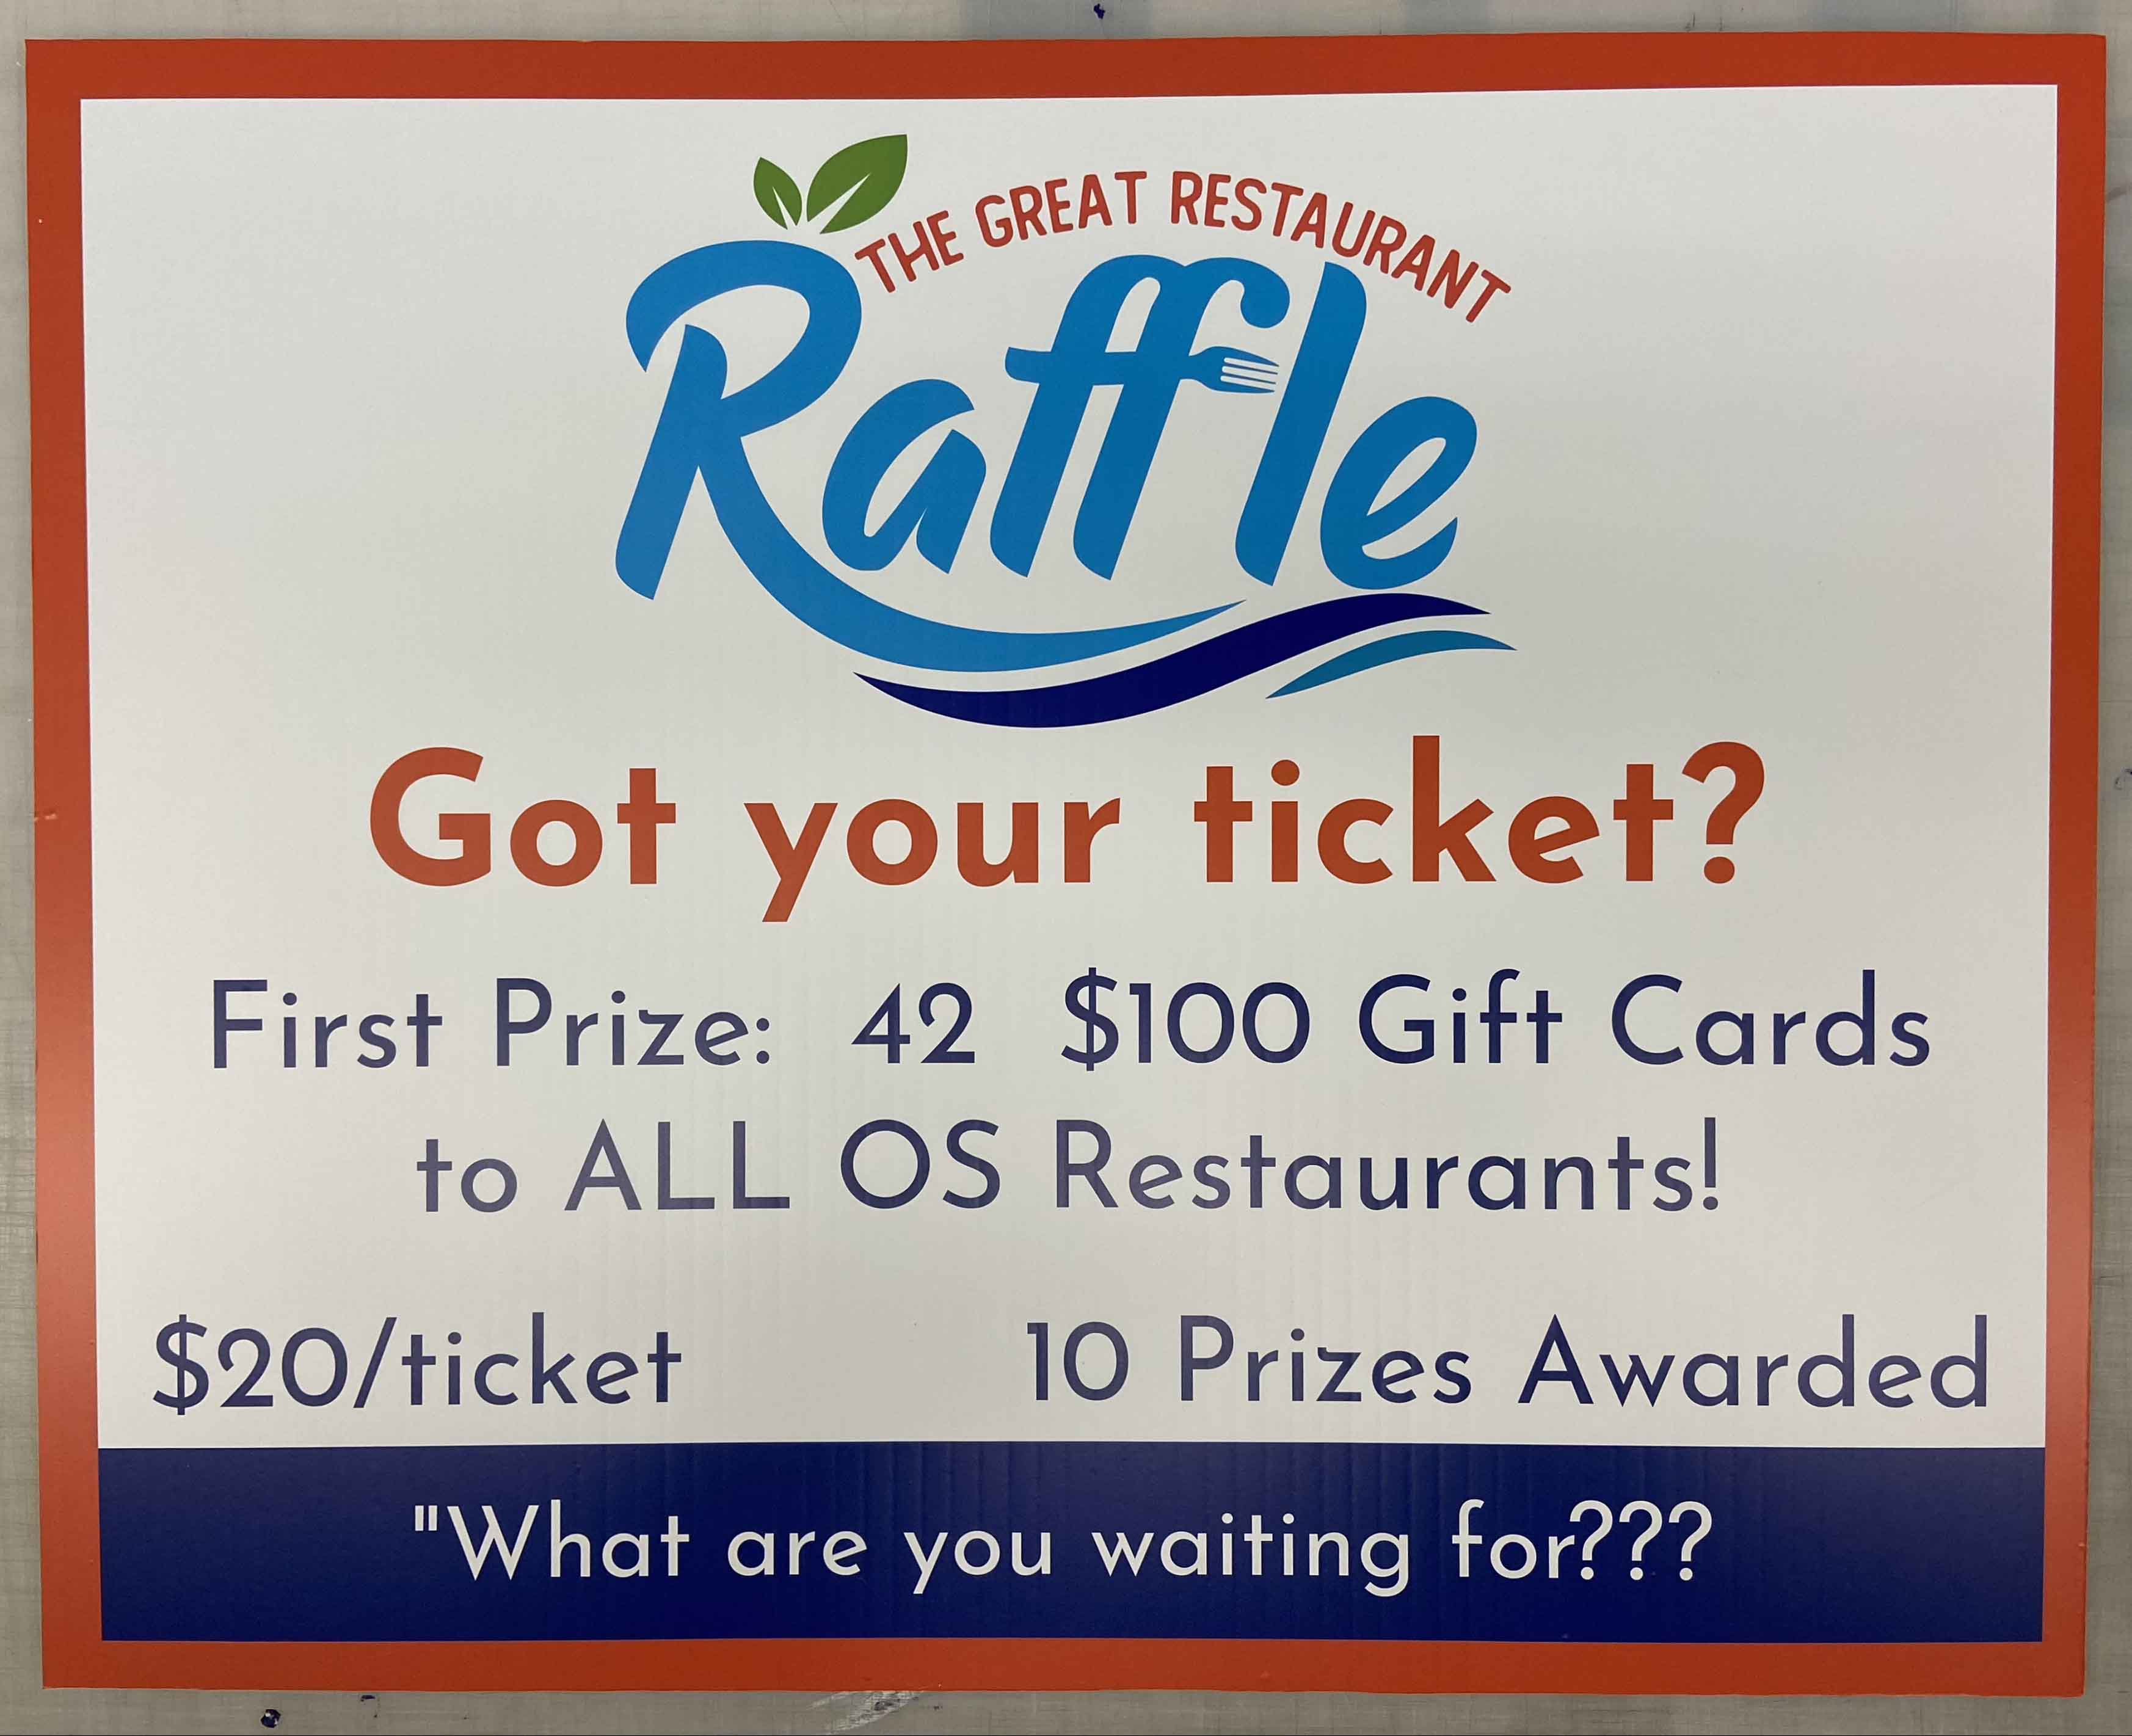 THE GREAT RESTAURANT
Raffle
Got your ticket?
First Prize: 42 $100 Gift Cards
to ALL OS Restaurants!
$20/ticket 10 Prizes Awarded
"What are you waiting for???